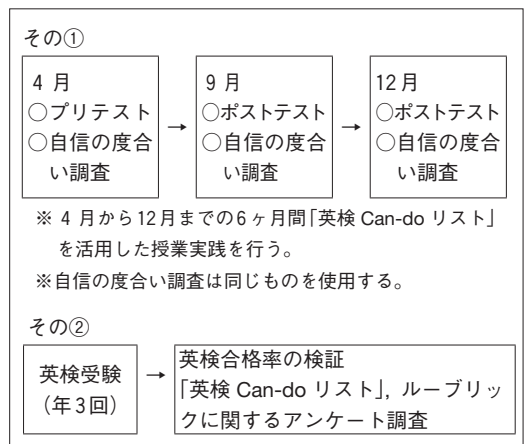 その①
4 月
○プリテスト
○自信の度合
い調査
→
9 月
○ポストテスト
○自信の度合
い調査
→
12月
○ポストテスト
○自信の度合
い調査
※ 4 月から12月までの6ヶ月間「英検 Can-do リスト」
を活用した授業実践を行う。
※自信の度合い調査は同じものを使用する。
その②
英検受験
（年3回）
→
英検合格率の検証
「英検 Can-do リスト」，ルーブリッ
クに関するアンケート調査